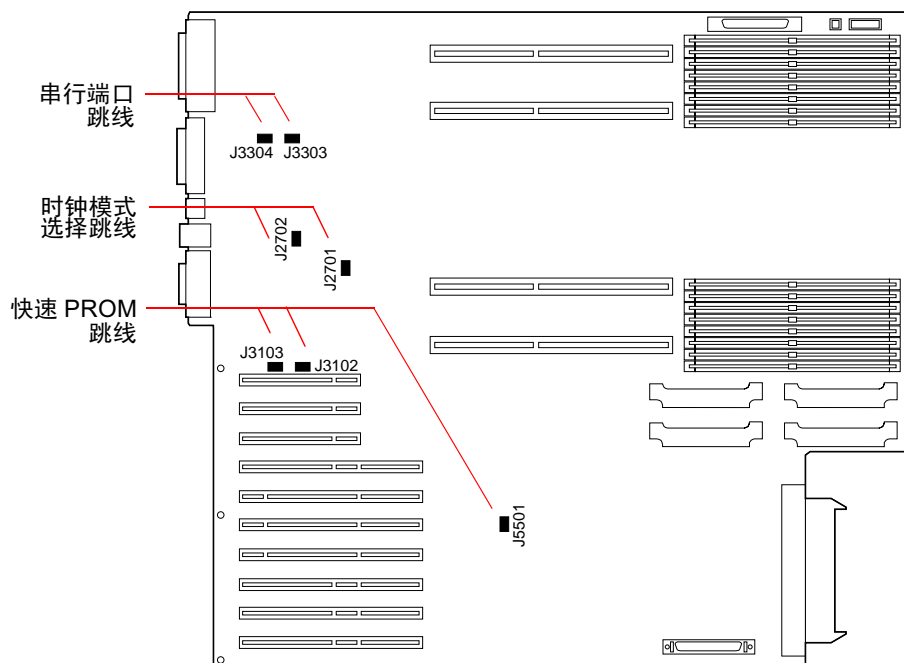 串行端口
跳线
J3304
J3303
时钟模式
选择跳线
J2702
J2701
快速 PROM
跳线
J3103
J3102
J5501